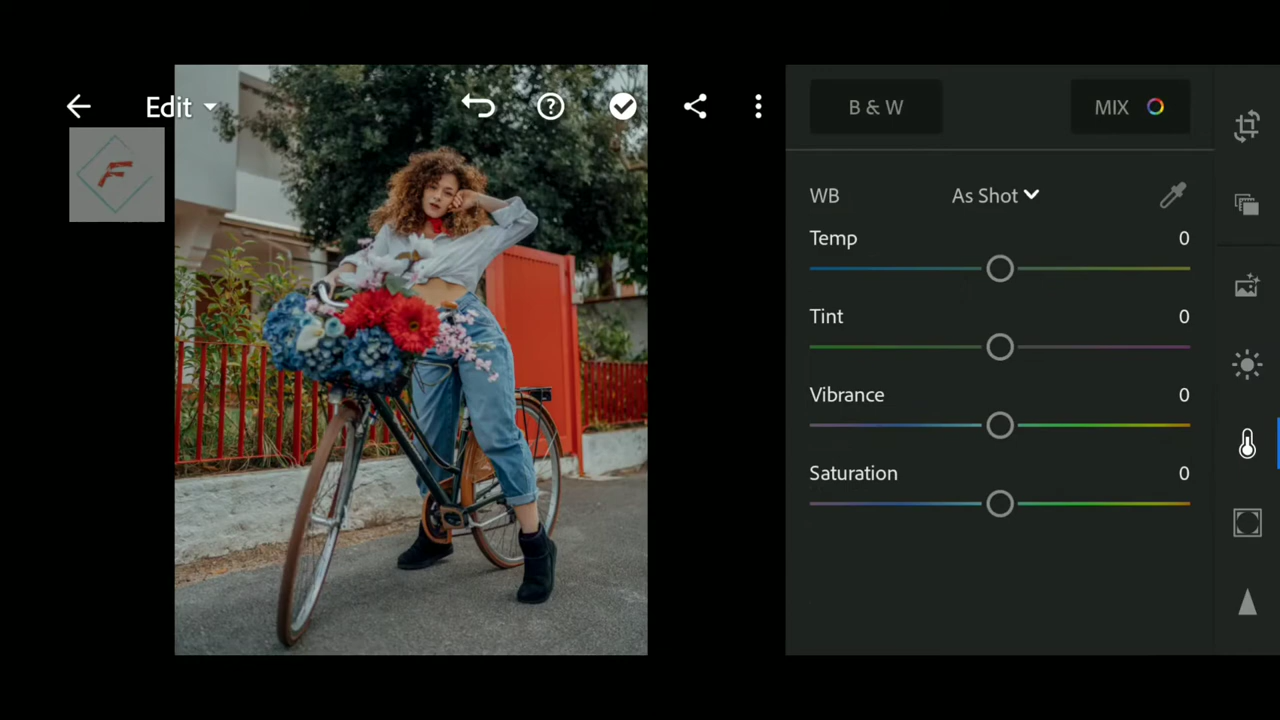 Edit
F
B & W
MIX
WB
As Shot
Temp
0
Tint
0
Vibrance
0
Saturation
0